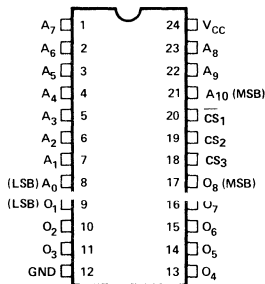 A7 1 24 VCC
A6 2 23 A8
A5 3 22 A9
A4 4 21 A10 (MSB)
A3 5 20 C̅S̅1
A2 6 19 CS2
A1 7 18 CS3
(LSB) A0 8 17 O8 (MSB)
(LSB) O1 9 16 O7
O2 10 15 O6
O3 11 14 O5
GND 12 13 O4